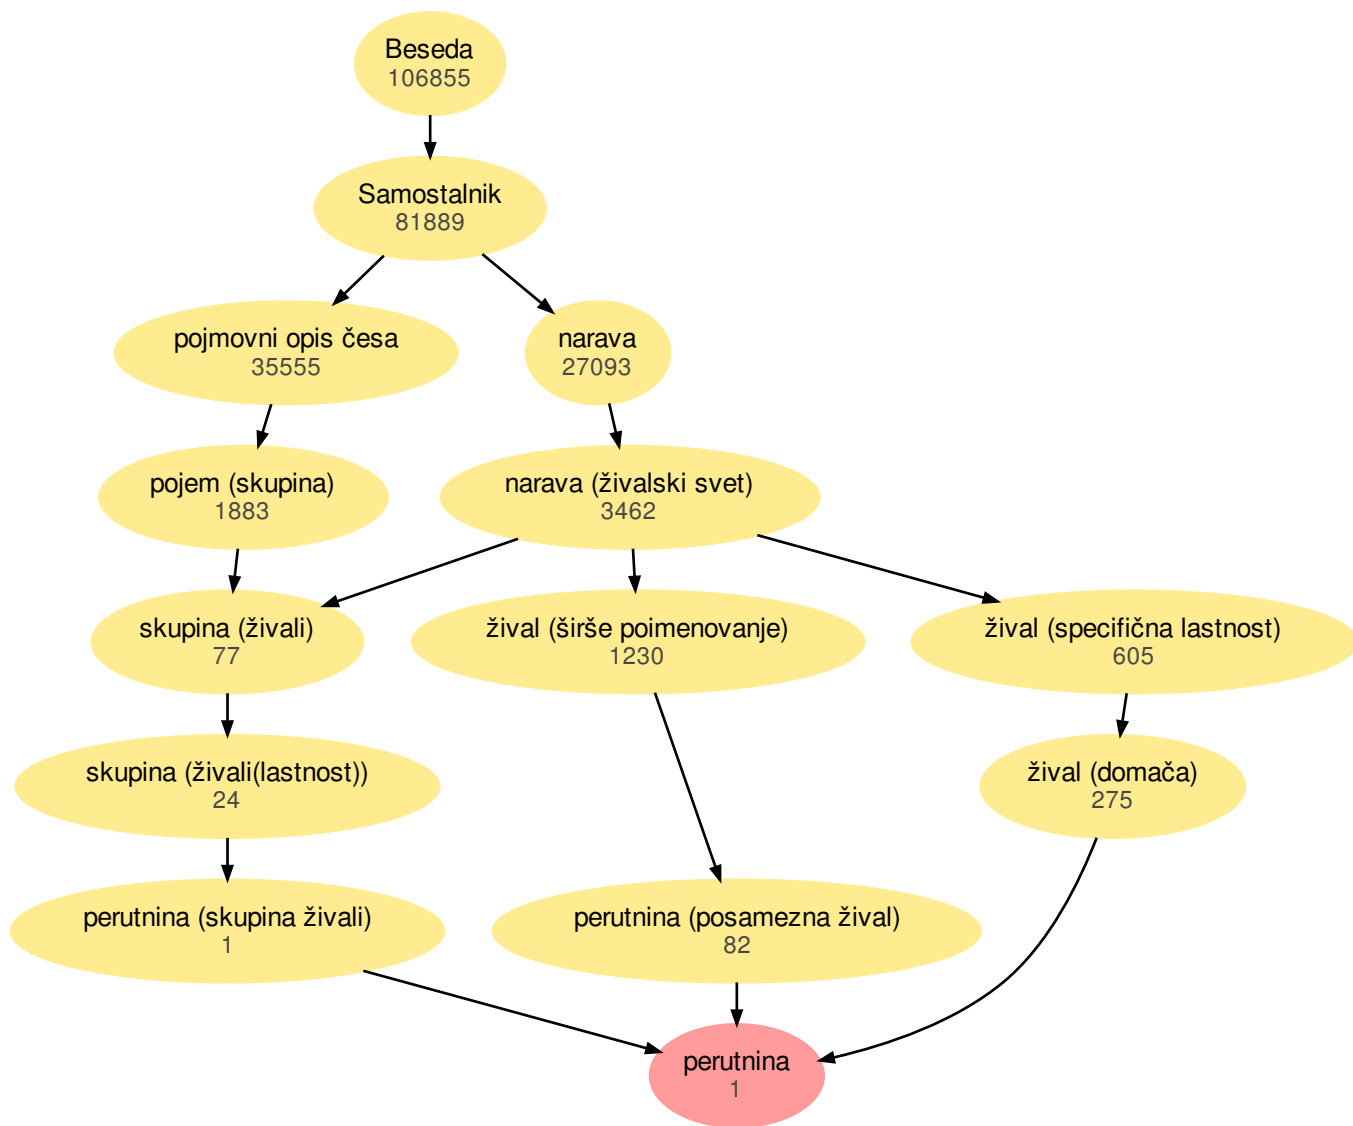 Beseda
106855
Samostalnik
81889
pojmovni opis česa
35555
narava
27093
pojem (skupina)
1883
narava (živalski svet)
3462
skupina (živali)
77
žival (širše poimenovanje)
1230
žival (specifična lastnost)
605
skupina (živali(lastnost))
24
žival (domača)
275
perutnina (skupina živali)
1
perutnina (posamezna žival)
82
perutnina
1